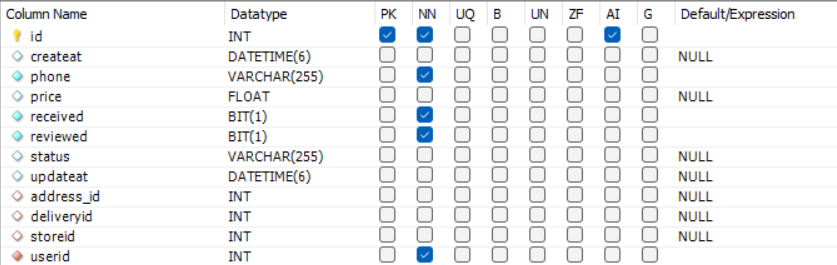 Column Name Datatype PK NN UQ B UN ZF AI G Default/Expression
id INT
createat DATETIME(6) NULL
phone VARCHAR(255)
price FLOAT NULL
received BIT(1)
reviewed BIT(1)
status VARCHAR(255) NULL
updateat DATETIME(6) NULL
address_id INT NULL
deliveryid INT NULL
storeid INT NULL
userid INT